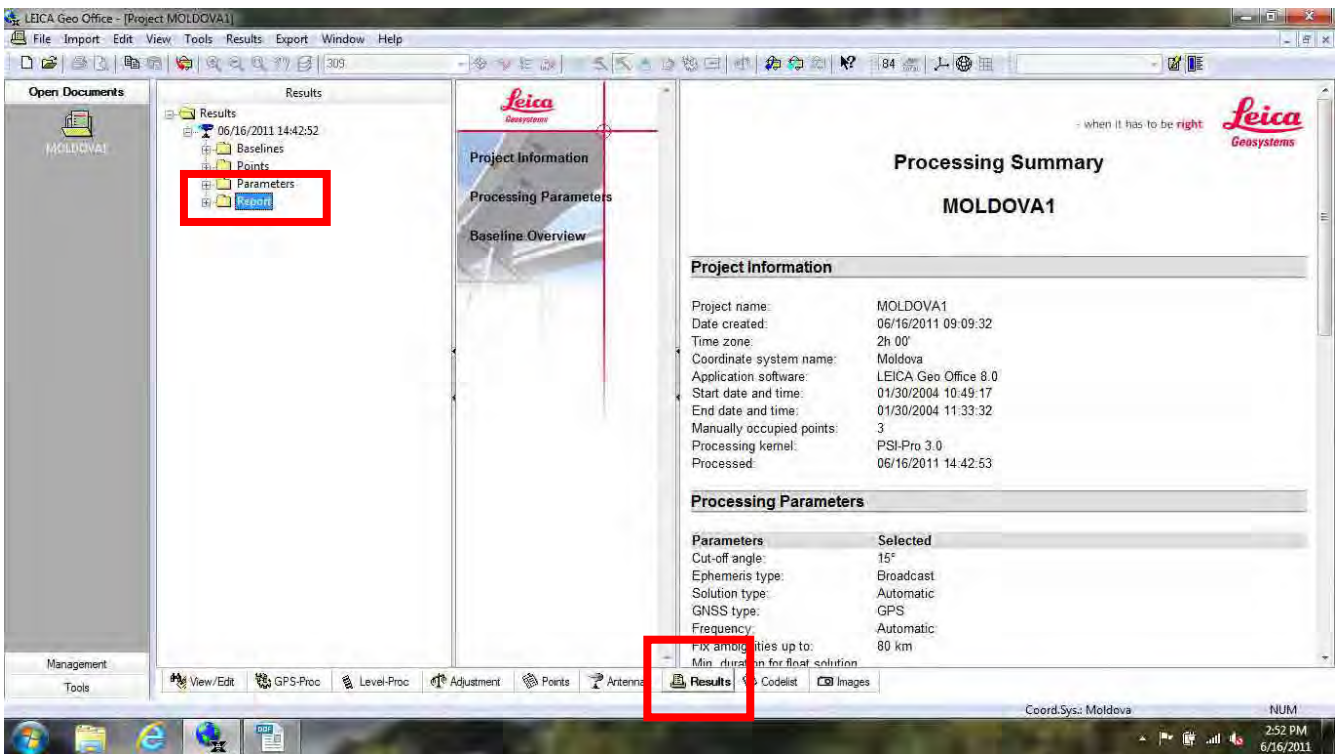 LEICA Geo Office - [Project MOLDOVA1]
File Import Edit View Tools Results Export Window Help
309
84
Open Documents
MOLDOVA1
Management
Tools
Results
Results
06/16/2011 14:42:52
Baselines
Points
Parameters
Report
Leica
Geosystems
Project Information
Processing Parameters
Baseline Overview
- when it has to be right
Leica
Geosystems
Processing Summary
MOLDOVA1
Project Information
Project name: MOLDOVA1
Date created: 06/16/2011 09:09:32
Time zone: 2h 00'
Coordinate system name: Moldova
Application software: LEICA Geo Office 8.0
Start date and time: 01/30/2004 10:49:17
End date and time: 01/30/2004 11:33:32
Manually occupied points: 3
Processing kernel: PSI-Pro 3.0
Processed: 06/16/2011 14:42:53
Processing Parameters
Parameters Selected
Cut-off angle: 15°
Ephemeris type: Broadcast
Solution type: Automatic
GNSS type: GPS
Frequency: Automatic
Fix ambiguities up to: 80 km
Min. duration for float solution
View/Edit GPS-Proc Level-Proc Adjustment Points Antenna Results Codelist Images
Coord.Sys.: Moldova NUM
PDF
2:52 PM
6/16/2011